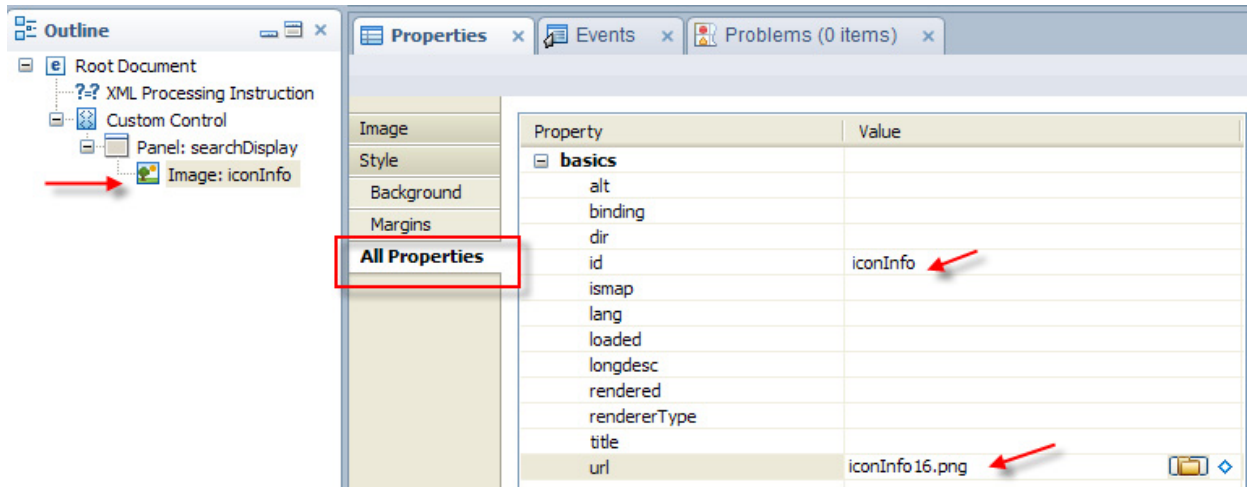 Outline
Root Document
?=? XML Processing Instruction
Custom Control
Panel: searchDisplay
Image: iconInfo
Properties
Events
Problems (0 items)
Image
Style
Background
Margins
All Properties
Property Value
basics
alt
binding
dir
id iconInfo
ismap
lang
loaded
longdesc
rendered
rendererType
title
url iconInfo16.png